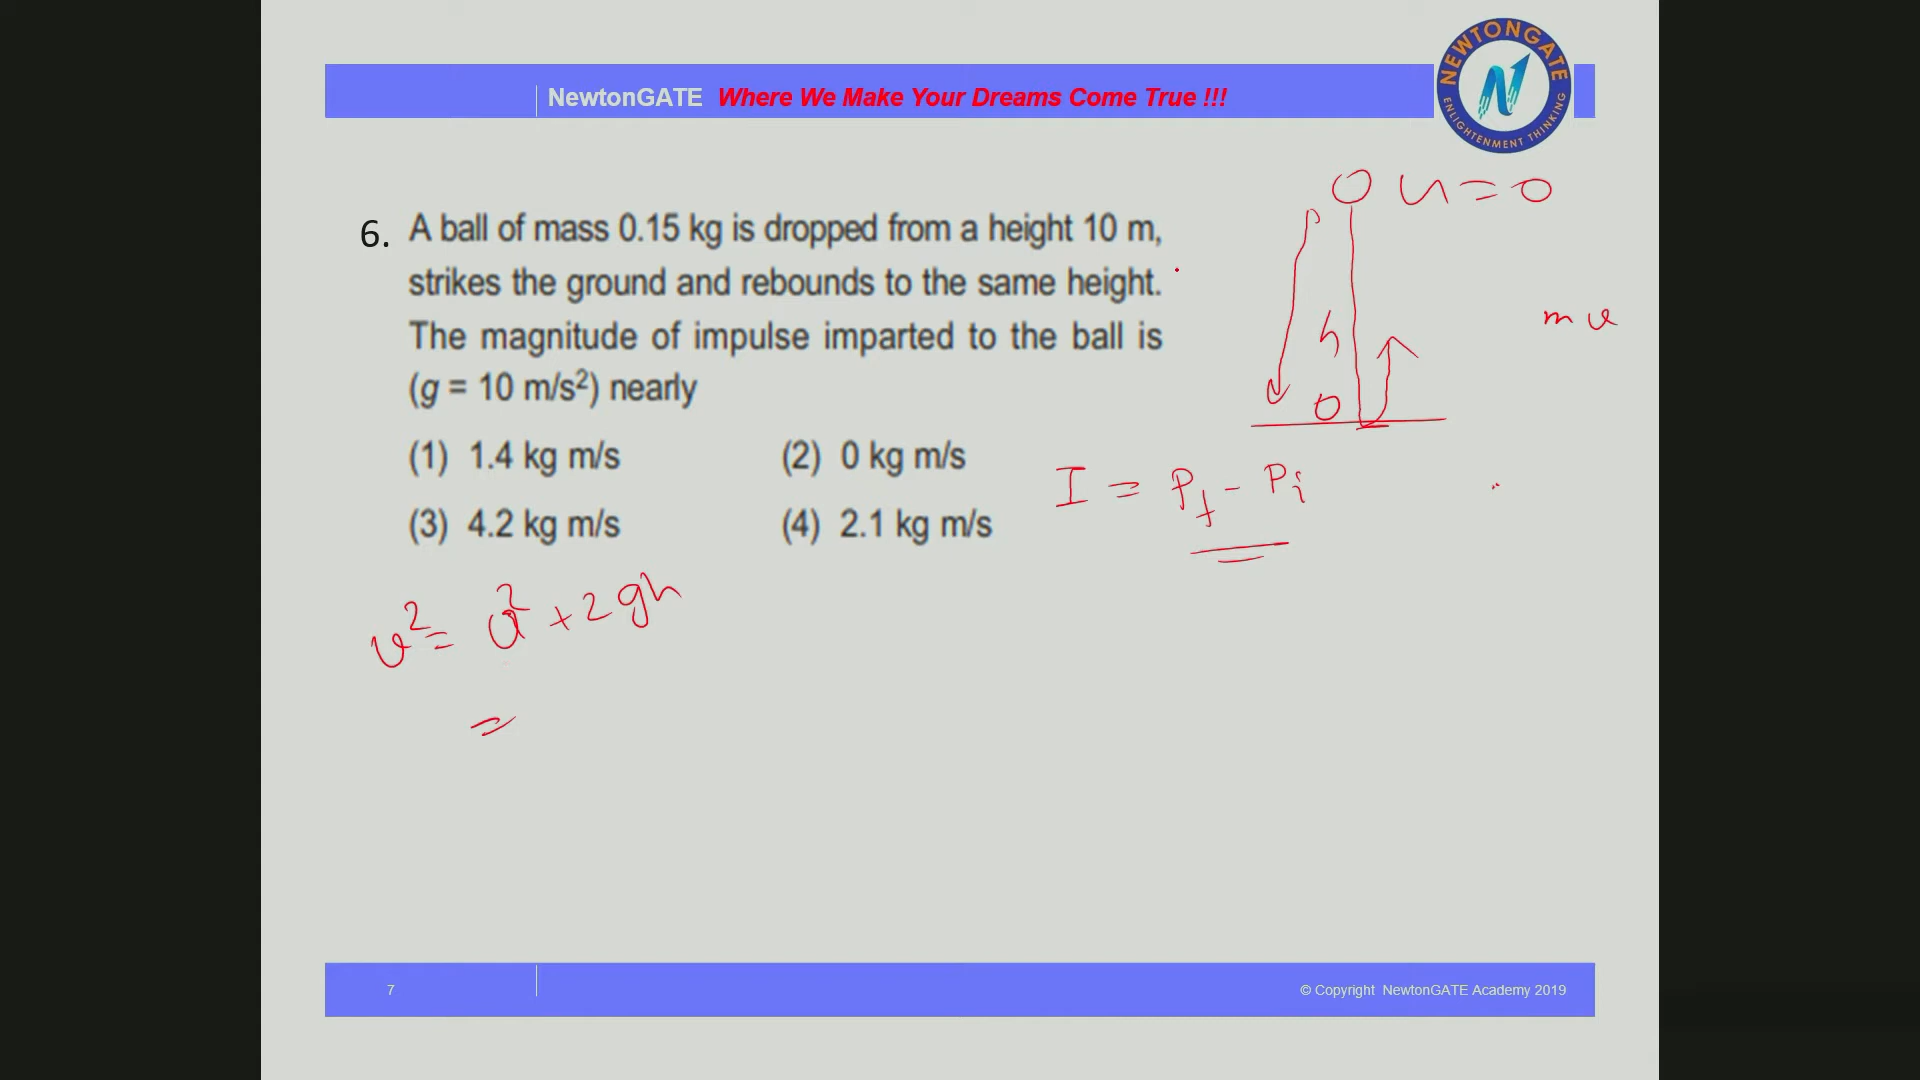 NEWTONGATE
ENLIGHTENMENT THINKING
NewtonGATE Where We Make Your Dreams Come True !!!
6. A ball of mass 0.15 kg is dropped from a height 10 m,
strikes the ground and rebounds to the same height.
The magnitude of impulse imparted to the ball is
(g = 10 m/s²) nearly
(1) 1.4 kg m/s (2) 0 kg m/s
(3) 4.2 kg m/s (4) 2.1 kg m/s
u = 0
h
m v
I = Pf - Pi
v² = u² + 2gh
=
7
© Copyright NewtonGATE Academy 2019